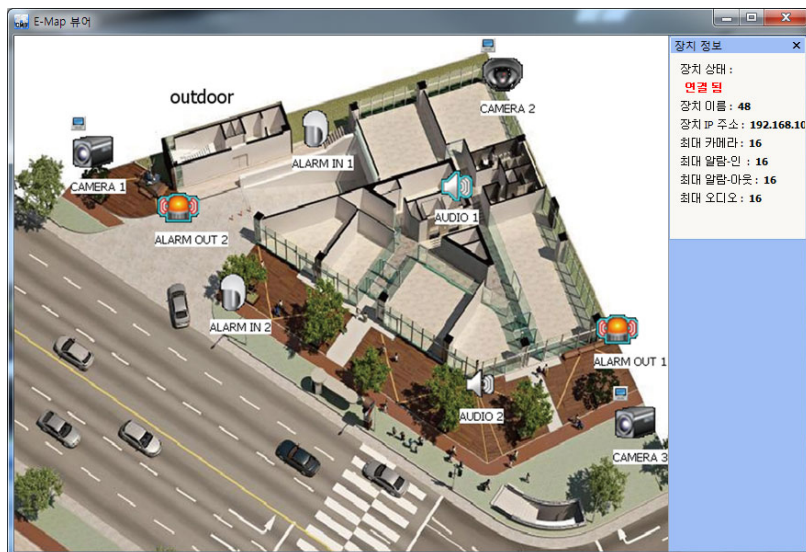 E-Map 뷰어
장치 정보
장치 상태 :
연결 됨
장치 이름 : 48
장치 IP 주소 : 192.168.10
최대 카메라 : 16
최대 알람-인 : 16
최대 알람-아웃 : 16
최대 오디오 : 16
outdoor
CAMERA 2
ALARM IN 1
CAMERA 1
AUDIO 1
ALARM OUT 2
ALARM IN 2
ALARM OUT 1
AUDIO 2
CAMERA 3